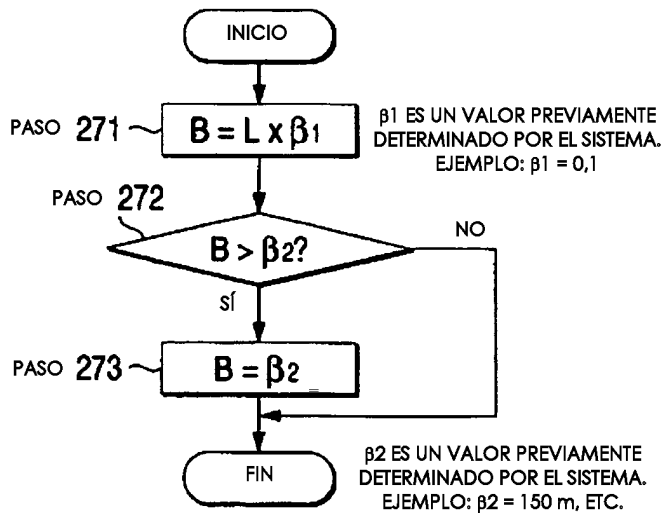 INICIO
PASO 271
B = L x β1
β1 ES UN VALOR PREVIAMENTE
DETERMINADO POR EL SISTEMA.
EJEMPLO: β1 = 0,1
PASO 272
B > β2?
NO
SÍ
PASO 273
B = β2
FIN
β2 ES UN VALOR PREVIAMENTE
DETERMINADO POR EL SISTEMA.
EJEMPLO: β2 = 150 m, ETC.